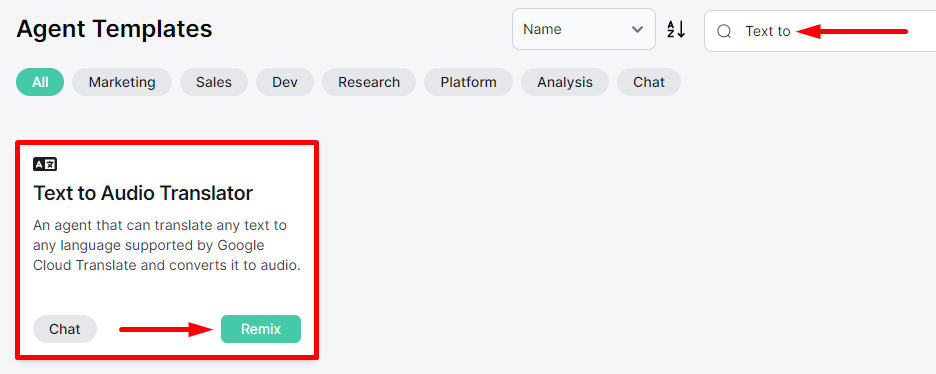 Agent Templates
Name
A
Z
Text to
All
Marketing
Sales
Dev
Research
Platform
Analysis
Chat
A 文
Text to Audio Translator
An agent that can translate any text to
any language supported by Google
Cloud Translate and converts it to audio.
Chat
Remix